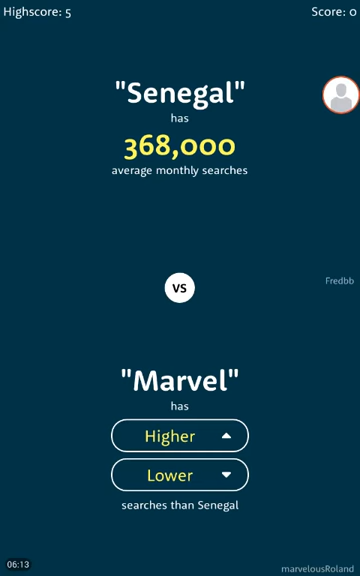 Highscore: 5
Score: 0
"Senegal"
has
368,000
average monthly searches
vs
Fredbb
"Marvel"
has
Higher
Lower
searches than Senegal
06:13
marvelousRoland